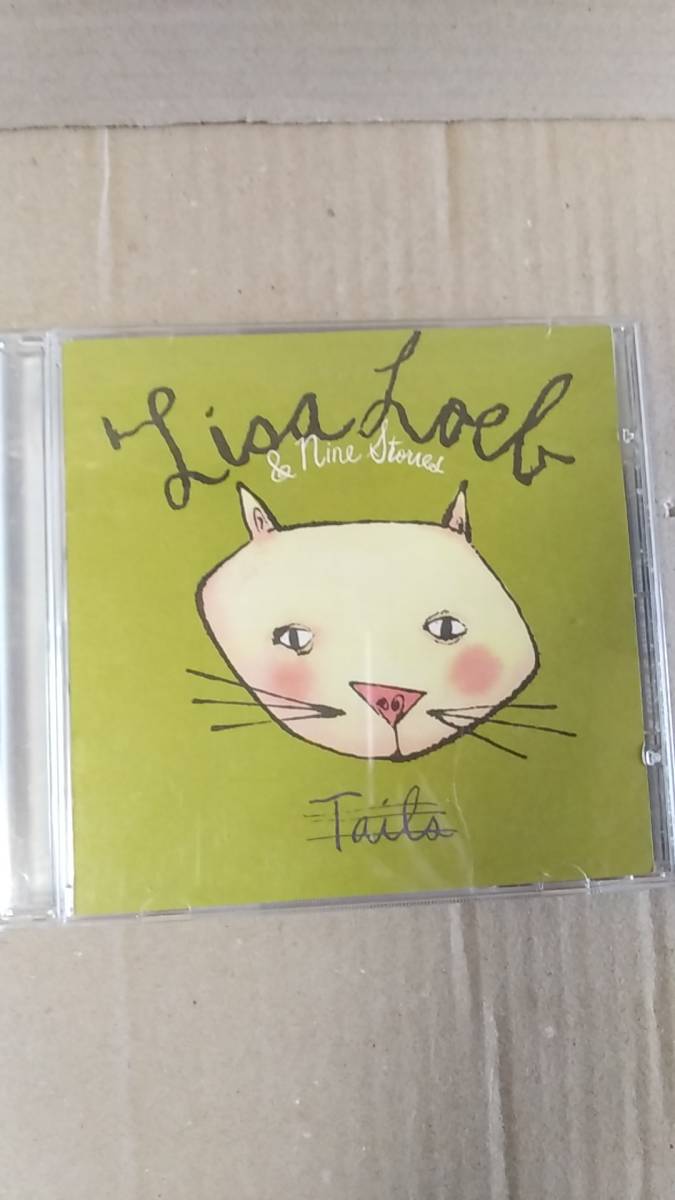 Lisa Loeb
& Nine Stories
Tails